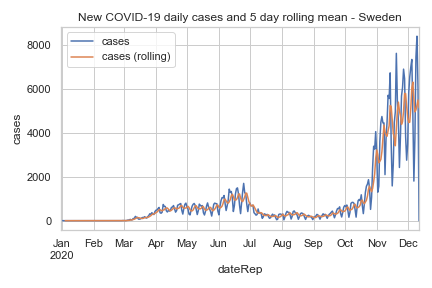 New COVID-19 daily cases and 5 day rolling mean - Sweden
cases
cases (rolling)
8000
6000
4000
2000
0
cases
Jan Feb Mar Apr May Jun Jul Aug Sep Oct Nov Dec
2020
dateRep